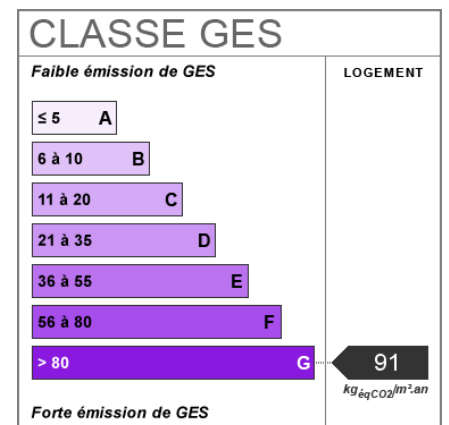 CLASSE GES
Faible émission de GES
LOGEMENT
≤ 5 A
6 à 10 B
11 à 20 C
21 à 35 D
36 à 55 E
56 à 80 F
> 80 G
91
kgéqCO2/m².an
Forte émission de GES